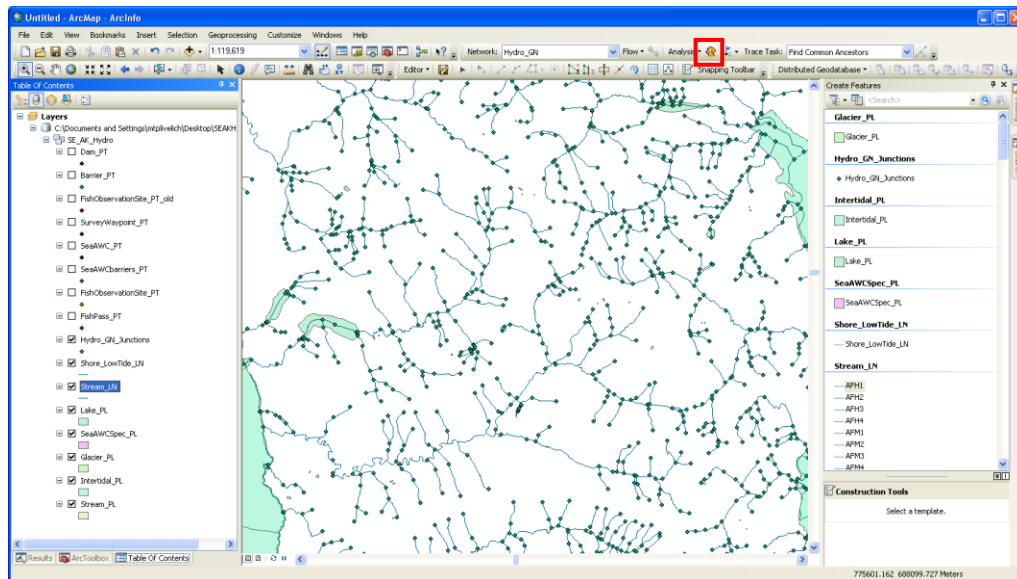 Untitled - ArcMap - ArcInfo
File Edit View Bookmarks Insert Selection Geoprocessing Customize Windows Help
1:119,619
Network: Hydro_GN Flow Analysis Trace Task: Find Common Ancestors
Editor Snapping Toolbar Distributed Geodatabase
Table Of Contents
Layers
C:\Documents and Settings\mtplivelich\Desktop\SEAKH
SE_AK_Hydro
Dam_PT
Barrier_PT
FishObservationSite_PT_old
SurveyWaypoint_PT
SeaAWC_PT
SeaAWCbarriers_PT
FishObservationSite_PT
FishPass_PT
Hydro_GN_Junctions
Shore_LowTide_LN
Stream_LN
Lake_PL
SeaAWCSpec_PL
Glacier_PL
Intertidal_PL
Stream_PL
Results ArcToolbox Table Of Contents
Create Features
<Search>
Glacier_PL
Glacier_PL
Hydro_GN_Junctions
Hydro_GN_Junctions
Intertidal_PL
Intertidal_PL
Lake_PL
Lake_PL
SeaAWCSpec_PL
SeaAWCSpec_PL
Shore_LowTide_LN
Shore_LowTide_LN
Stream_LN
AFH1
AFH2
AFH3
AFH4
AFM1
AFM2
AFM3
AFM4
Construction Tools
Select a template.
775601.162 688099.727 Meters